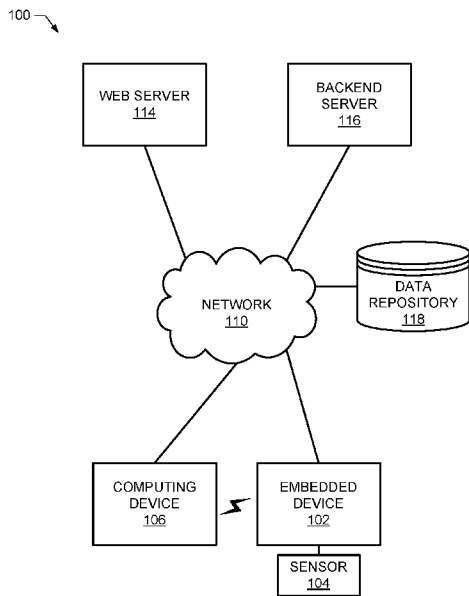 100
WEB SERVER
114
BACKEND
SERVER
116
NETWORK
110
DATA
REPOSITORY
118
COMPUTING
DEVICE
106
EMBEDDED
DEVICE
102
SENSOR
104